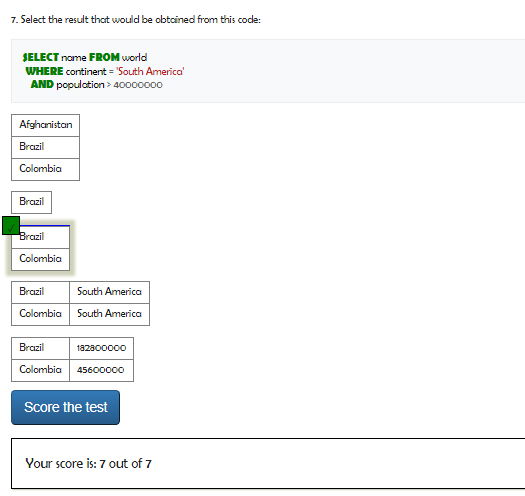 7. Select the result that would be obtained from this code:
SELECT name FROM world
WHERE continent = 'South America'
AND population > 40000000
Afghanistan
Brazil
Colombia
Brazil
Brazil
Colombia
Brazil South America
Colombia South America
Brazil 182800000
Colombia 45600000
Score the test
Your score is: 7 out of 7